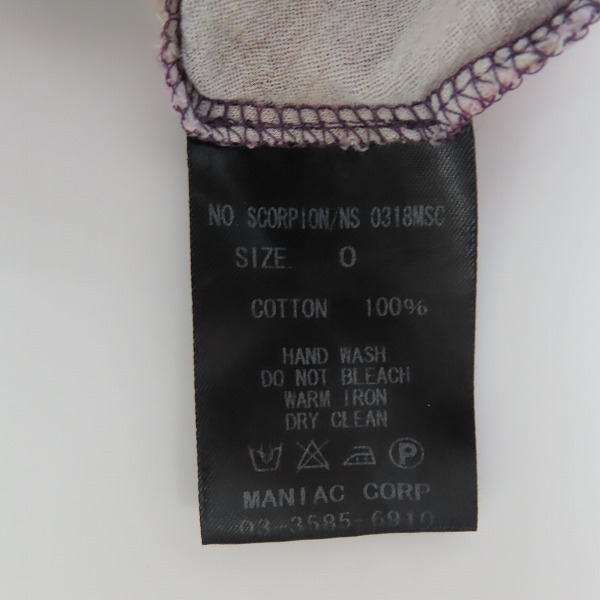 NO. SCORPION/NS 0318MSC
SIZE. 0
COTTON 100%
HAND WASH
DO NOT BLEACH
WARM IRON
DRY CLEAN
P
MANIAC CORP
03-3585-6910